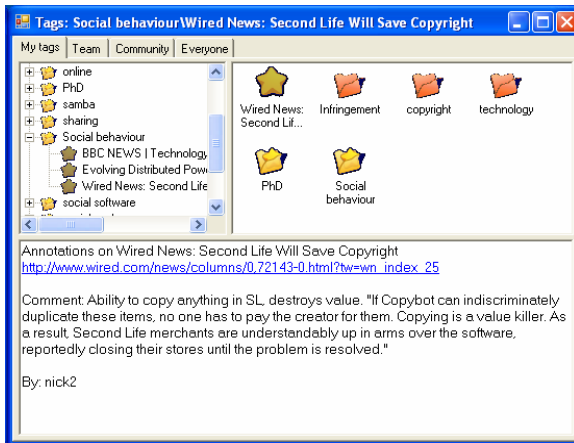 Tags: Social behaviour\Wired News: Second Life Will Save Copyright
My tags Team Community Everyone
online
PhD
samba
sharing
Social behaviour
BBC NEWS | Technology
Evolving Distributed Pow
Wired News: Second Life
social software
Wired News: Second Lif...
Infringement
copyright
technology
PhD
Social behaviour
Annotations on Wired News: Second Life Will Save Copyright
http://www.wired.com/news/columns/0,72143-0.html?tw=wn_index_25
Comment: Ability to copy anything in SL, destroys value. "If Copybot can indiscriminately
duplicate these items, no one has to pay the creator for them. Copying is a value killer. As
a result, Second Life merchants are understandably up in arms over the software,
reportedly closing their stores until the problem is resolved."
By: nick2